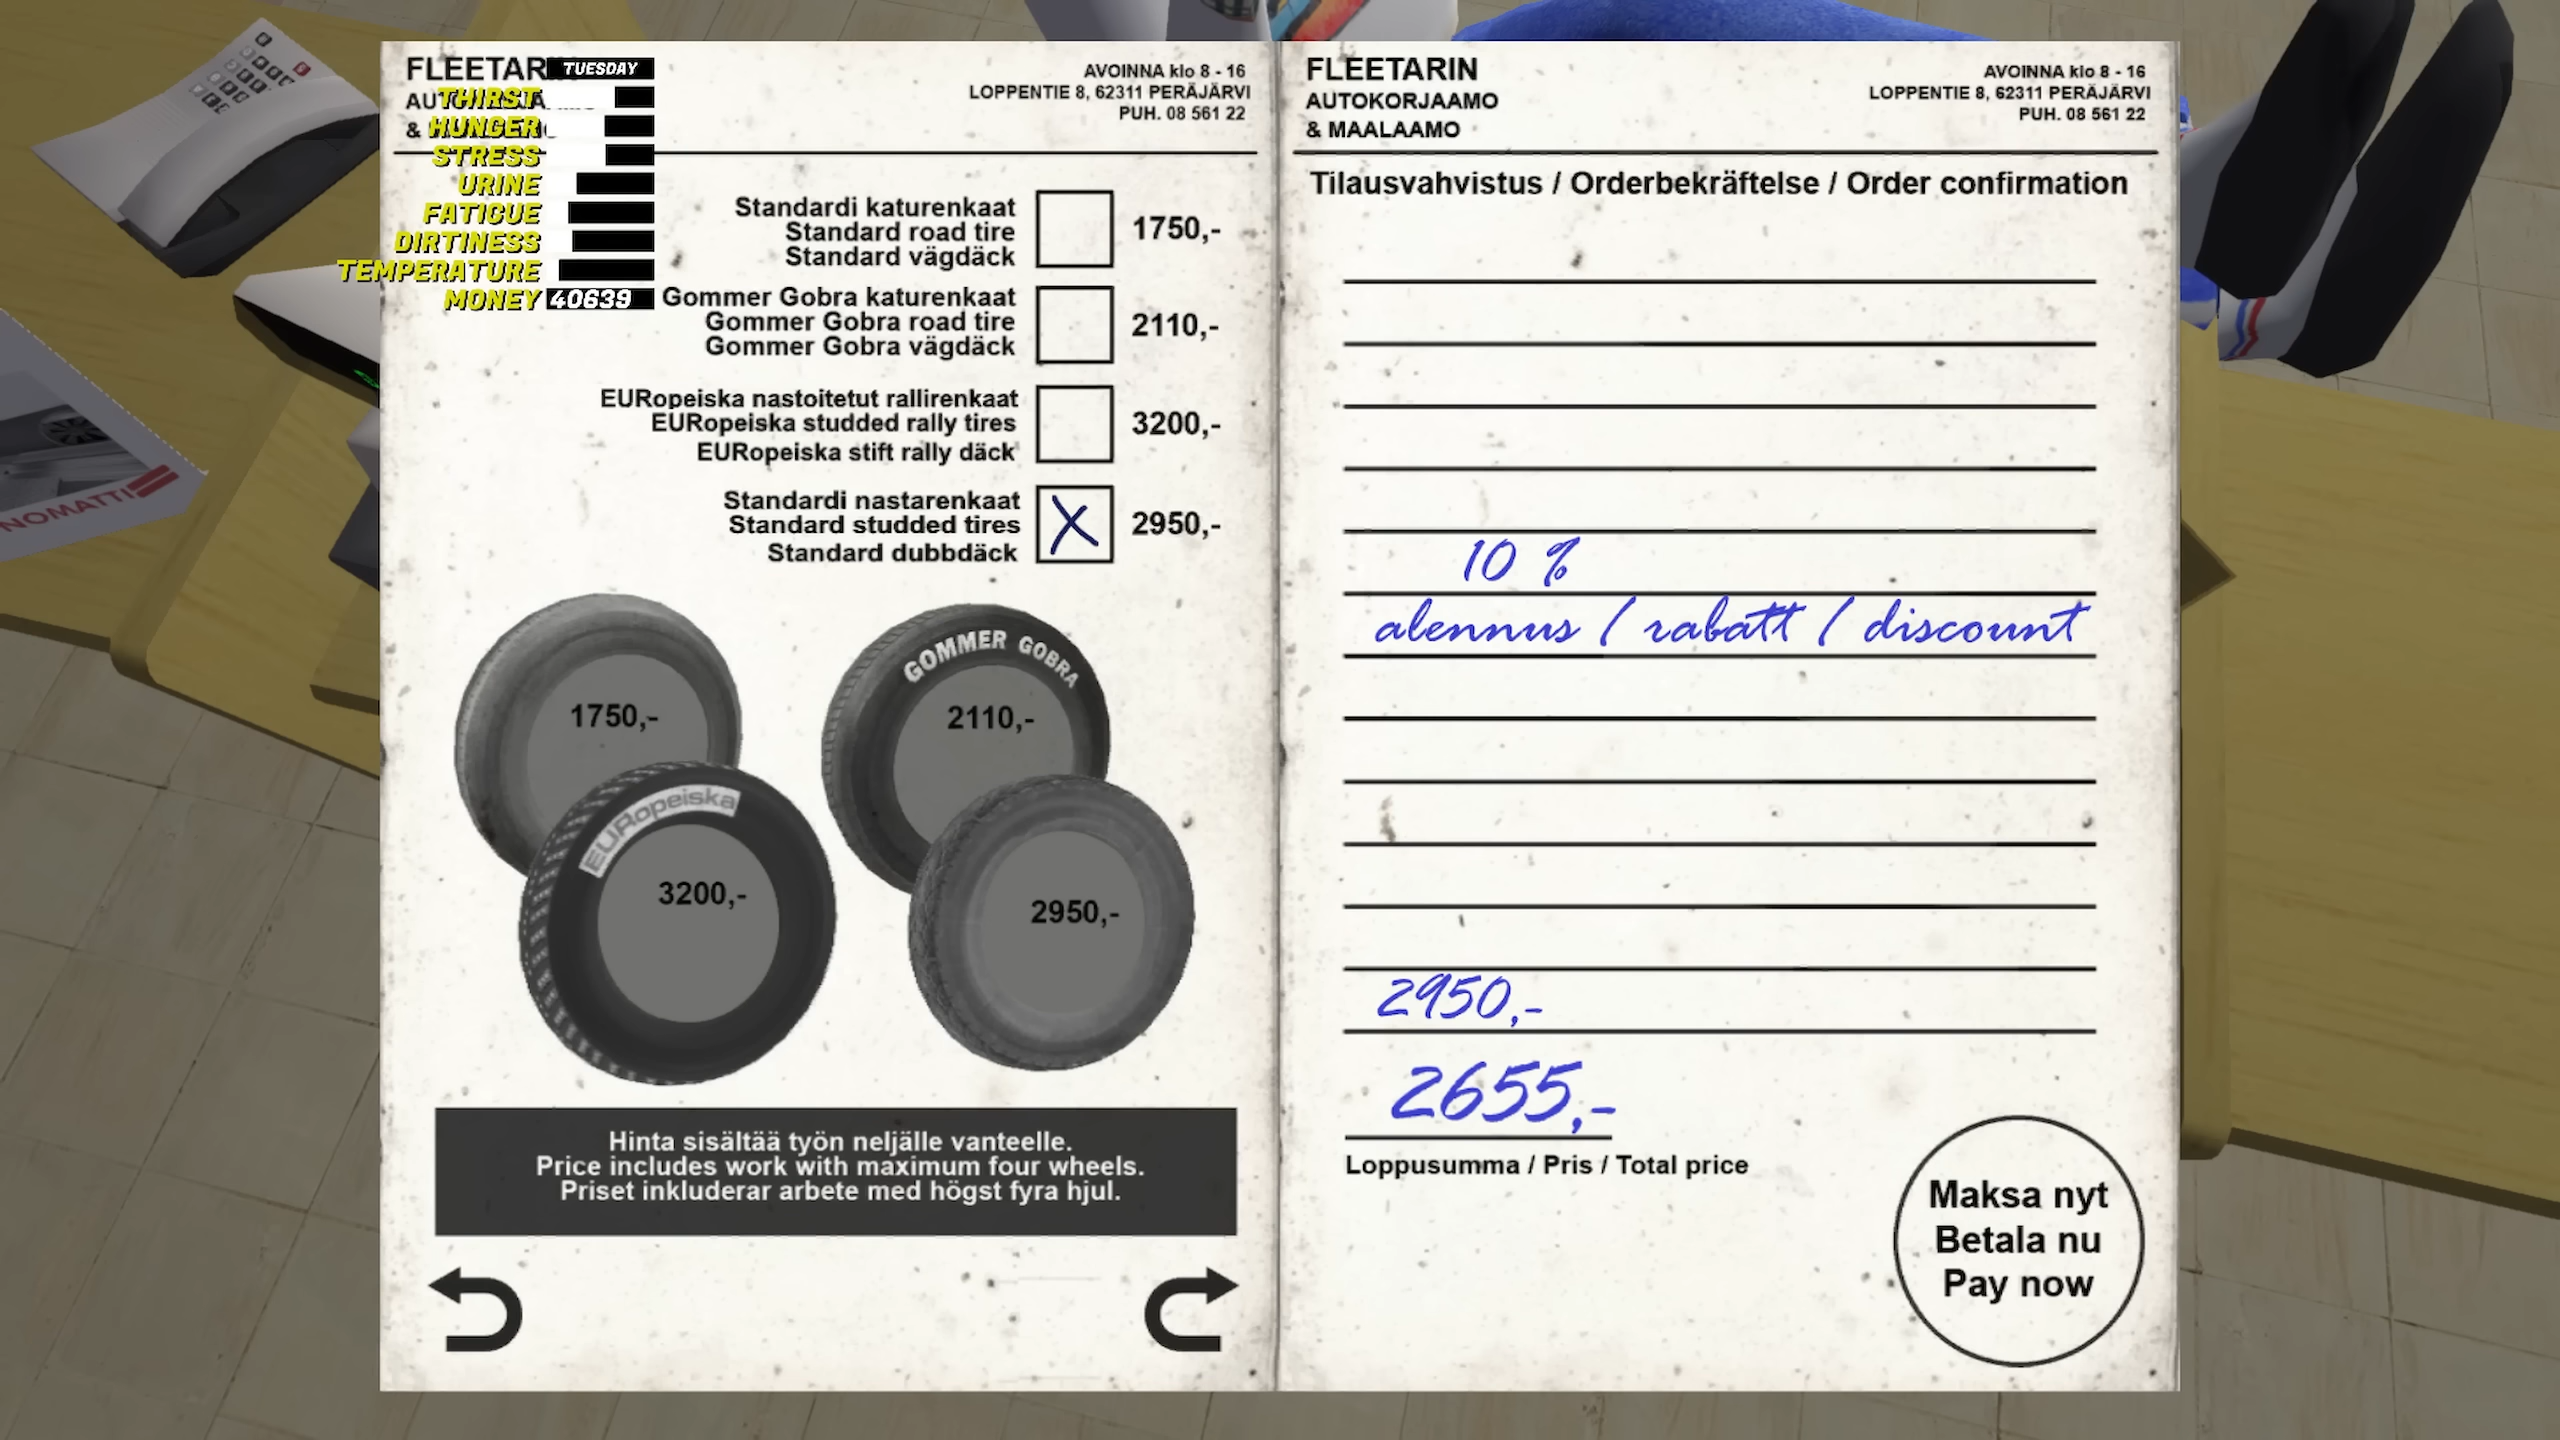 FLEETAR
TUESDAY
THIRST
HUNGER
STRESS
URINE
FATIGUE
DIRTINESS
TEMPERATURE
MONEY 40639
AVOINNA klo 8 - 16
LOPPENTIE 8, 62311 PERÄJÄRVI
PUH. 08 561 22
Standardi katurenkaat
Standard road tire
Standard vägdäck
1750,-
Gommer Gobra katurenkaat
Gommer Gobra road tire
Gommer Gobra vägdäck
2110,-
EURopeiska nastoitetut rallirenkaat
EURopeiska studded rally tires
EURopeiska stift rally däck
3200,-
Standardi nastarenkaat
Standard studded tires
Standard dubbdäck
X
2950,-
1750,-
GOMMER GOBRA
2110,-
EURopeiska
3200,-
2950,-
Hinta sisältää työn neljälle vanteelle.
Price includes work with maximum four wheels.
Priset inkluderar arbete med högst fyra hjul.
FLEETARIN
AUTOKORJAAMO
& MAALAAMO
AVOINNA klo 8 - 16
LOPPENTIE 8, 62311 PERÄJÄRVI
PUH. 08 561 22
Tilausvahvistus / Orderbekräftelse / Order confirmation
10 %
alennus / rabatt / discount
2950,-
2655,-
Loppusumma / Pris / Total price
Maksa nyt
Betala nu
Pay now
NOMATTI